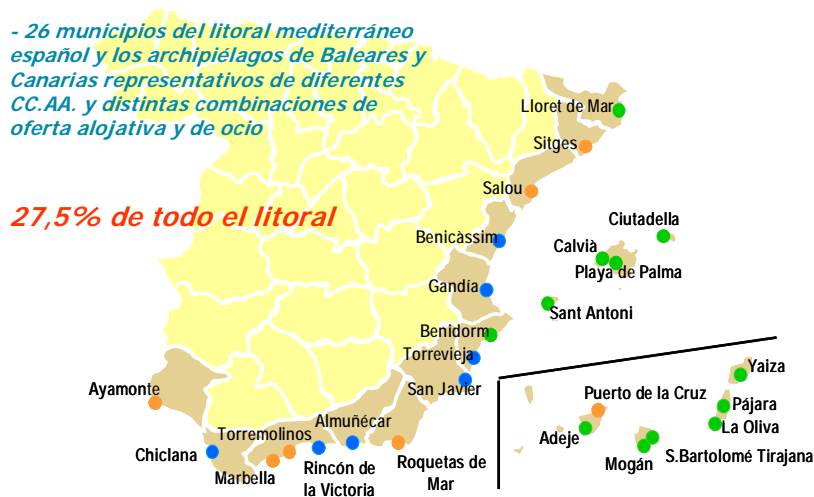 - 26 municipios del litoral mediterráneo
español y los archipiélagos de Baleares y
Canarias representativos de diferentes
CC.AA. y distintas combinaciones de
oferta alojativa y de ocio
27,5% de todo el litoral
Lloret de Mar
Sitges
Salou
Ciutadella
Benicàssim
Calvià
Playa de Palma
Gandía
Sant Antoni
Benidorm
Torrevieja
San Javier
Yaiza
Ayamonte
Puerto de la Cruz
Pájara
Almuñécar
La Oliva
Torremolinos
Adeje
Chiclana
Mogán
S.Bartolomé Tirajana
Marbella
Rincón de
la Victoria
Roquetas de
Mar